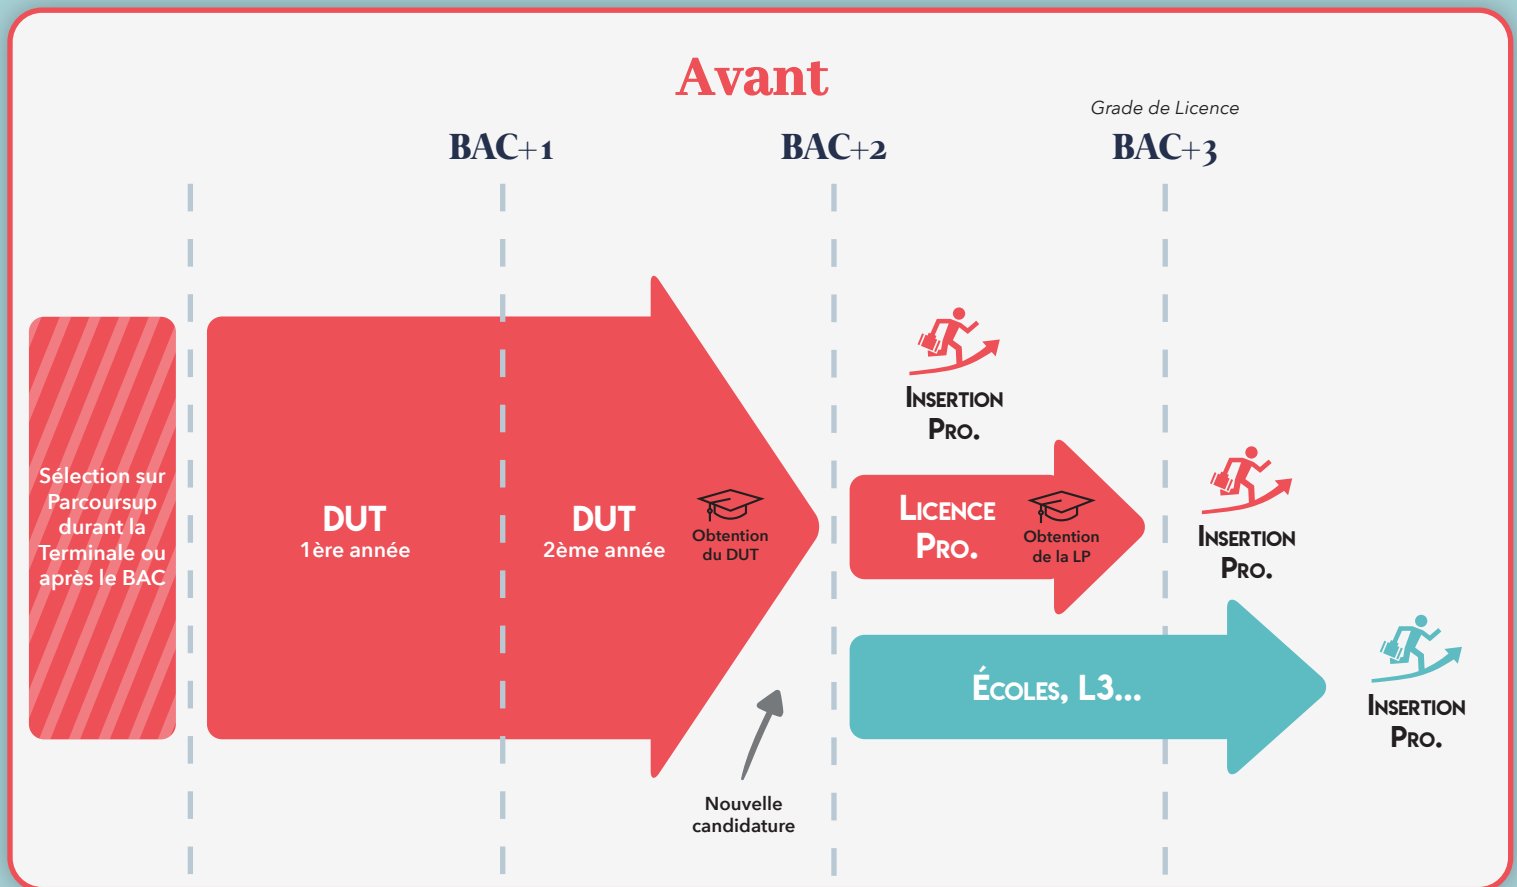 Avant
Grade de Licence
BAC+1
BAC+2
BAC+3
Sélection sur
Parcoursup
durant la
Terminale ou
après le BAC
DUT
1ère année
DUT
2ème année
Obtention
du DUT
Nouvelle
candidature
INSERTION
PRO.
LICENCE
PRO.
Obtention
de la LP
INSERTION
PRO.
ÉCOLES, L3...
INSERTION
PRO.